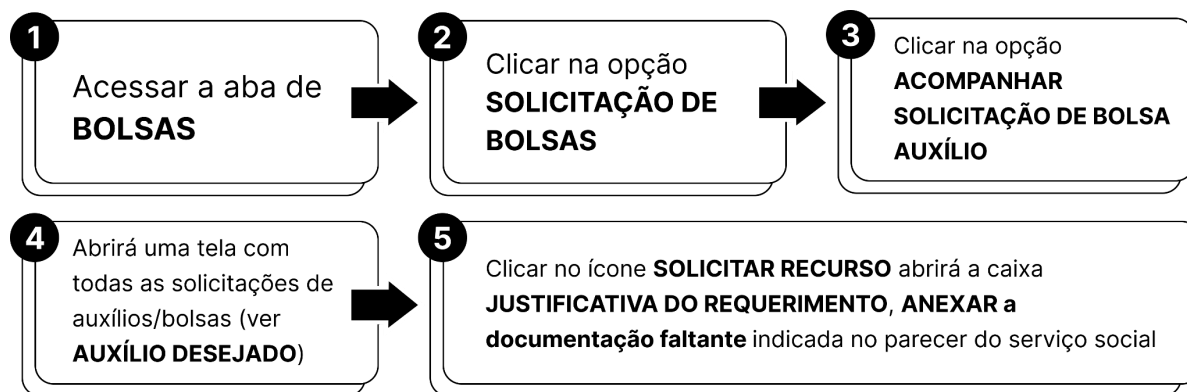 1
Acessar a aba de
BOLSAS
2
Clicar na opção
SOLICITAÇÃO DE
BOLSAS
3
Clicar na opção
ACOMPANHAR
SOLICITAÇÃO DE BOLSA
AUXÍLIO
4
Abrirá uma tela com
todas as solicitações de
auxílios/bolsas (ver
AUXÍLIO DESEJADO)
5
Clicar no ícone SOLICITAR RECURSO abrirá a caixa
JUSTIFICATIVA DO REQUERIMENTO, ANEXAR a
documentação faltante indicada no parecer do serviço social